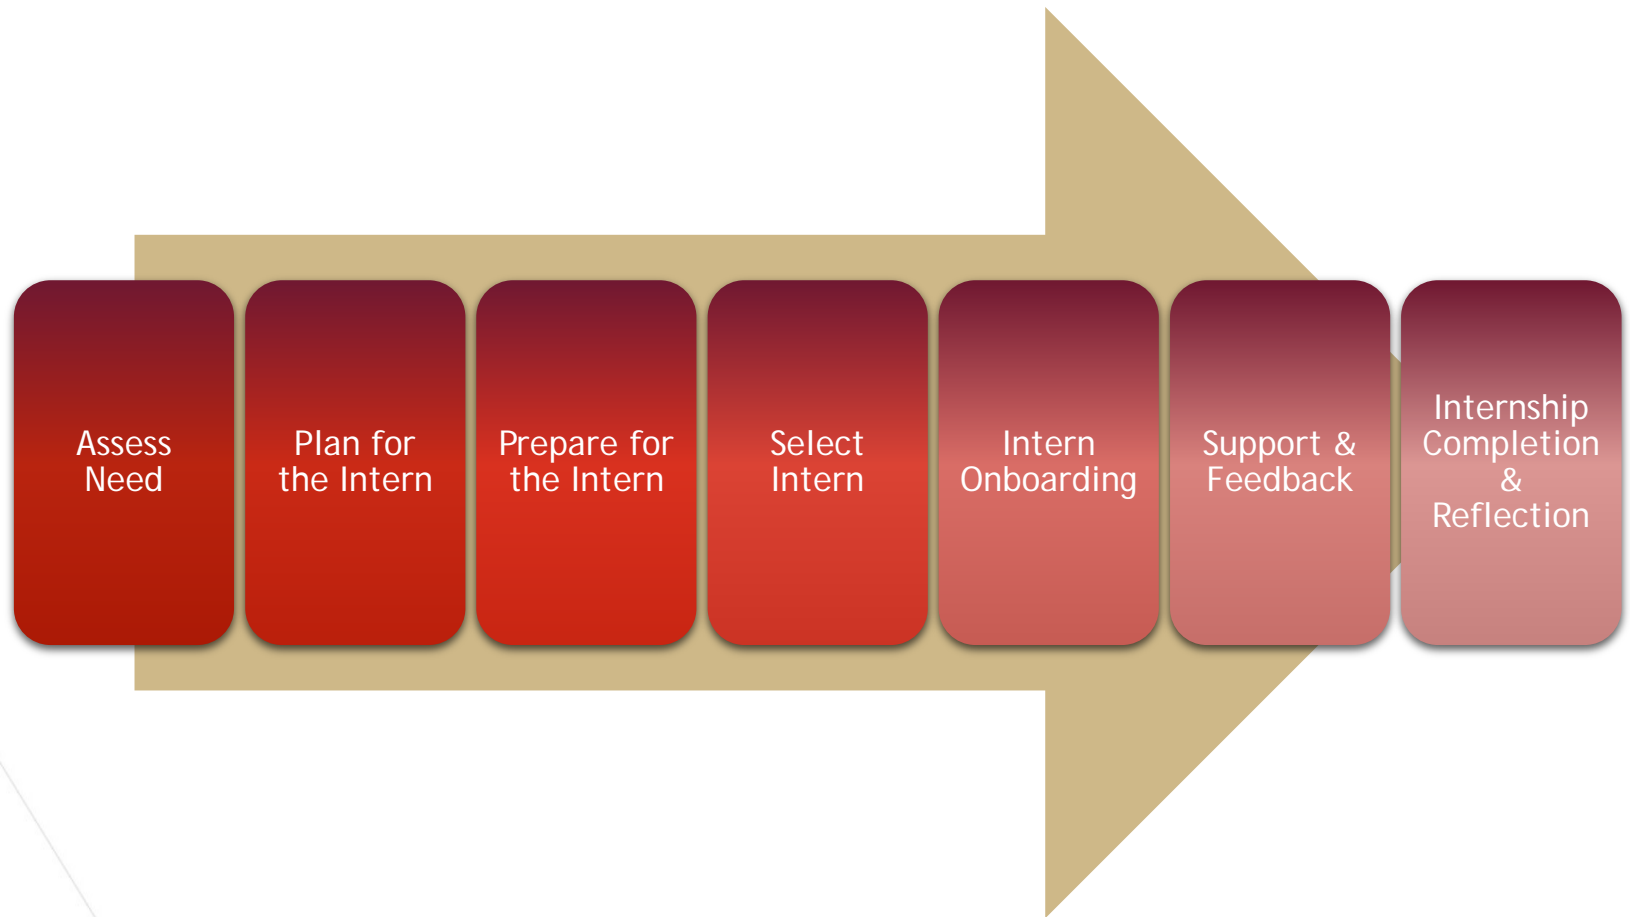 Assess
Need
Plan for
the Intern
Prepare for
the Intern
Select
Intern
Intern
Onboarding
Support &
Feedback
Internship
Completion
&
Reflection